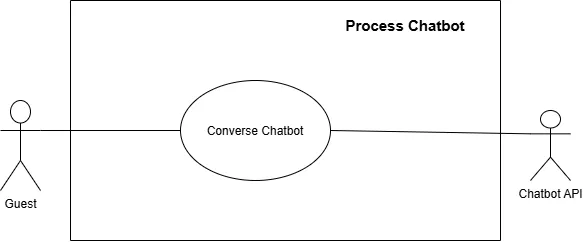 Process Chatbot
Converse Chatbot
Guest
Chatbot API